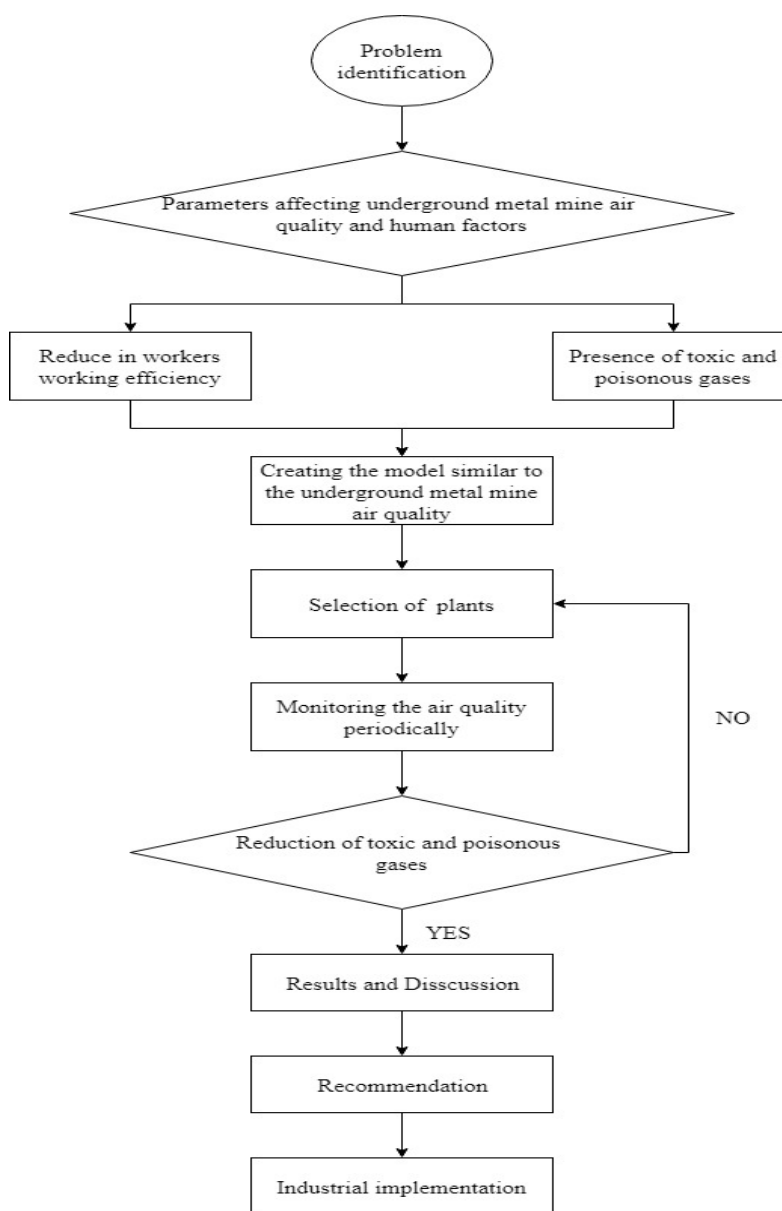 Problem
identification
Parameters affecting underground metal mine air
quality and human factors
Reduce in workers
working efficiency
Presence of toxic and
poisonous gases
Creating the model similar to
the underground metal mine
air quality
Selection of plants
Monitoring the air quality
periodically
NO
Reduction of toxic and poisonous
gases
YES
Results and Disscussion
Recommendation
Industrial implementation